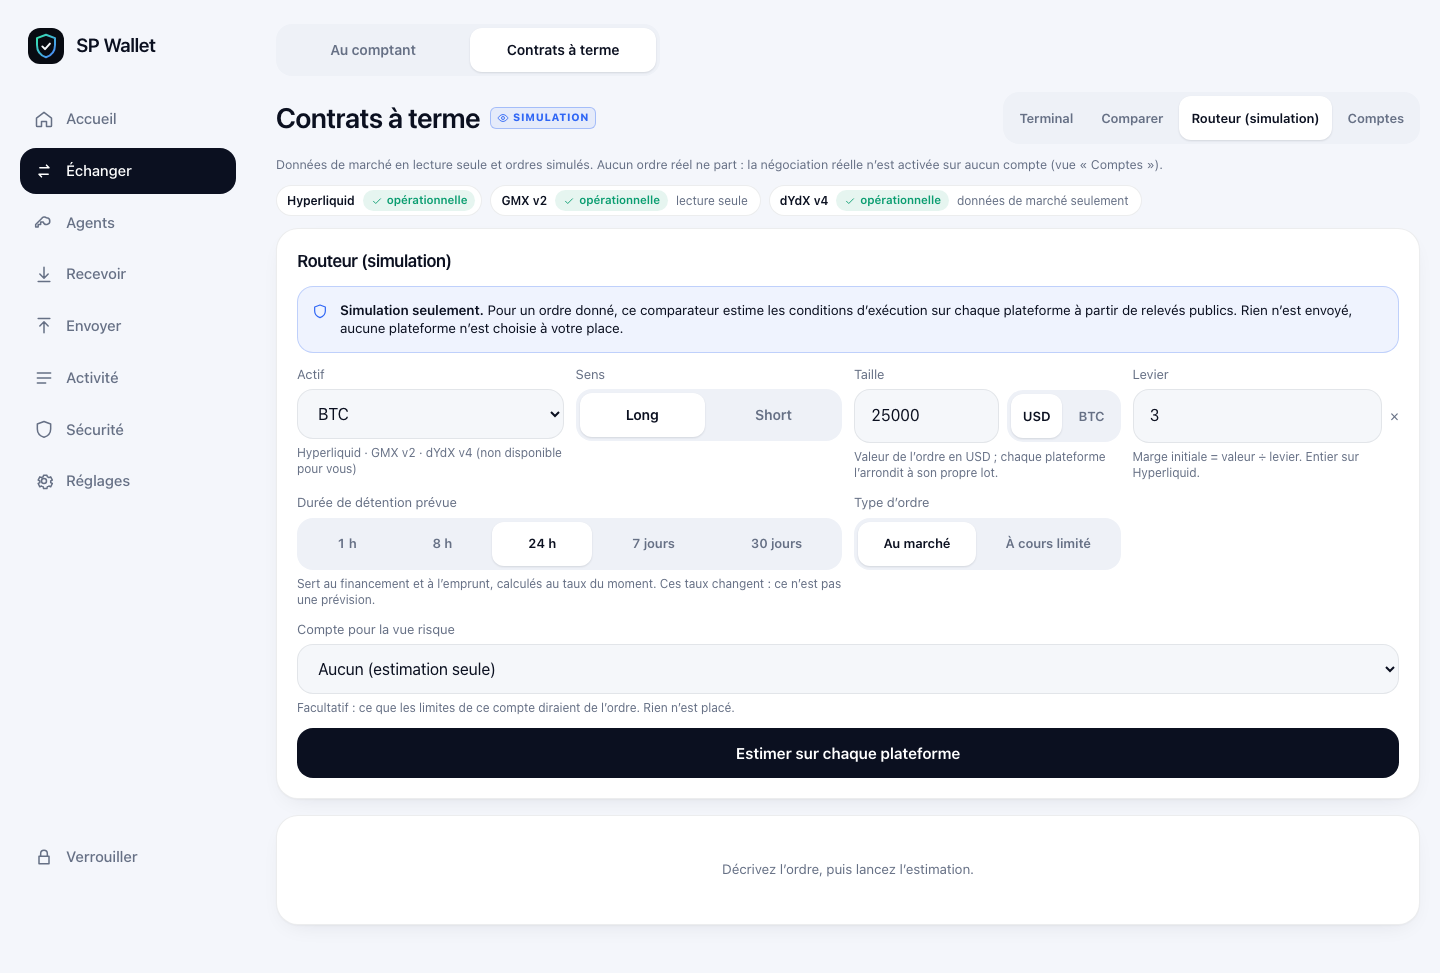 SP Wallet
Accueil
Échanger
Agents
Recevoir
Envoyer
Activité
Sécurité
Réglages
Verrouiller
Au comptant
Contrats à terme
Contrats à terme
SIMULATION
Terminal
Comparer
Routeur (simulation)
Comptes
Données de marché en lecture seule et ordres simulés. Aucun ordre réel ne part : la négociation réelle n’est activée sur aucun compte (vue « Comptes »).
Hyperliquid opérationnelle
GMX v2 opérationnelle lecture seule
dYdX v4 opérationnelle données de marché seulement
Routeur (simulation)
Simulation seulement. Pour un ordre donné, ce comparateur estime les conditions d’exécution sur chaque plateforme à partir de relevés publics. Rien n’est envoyé,
aucune plateforme n’est choisie à votre place.
Actif
BTC
Hyperliquid · GMX v2 · dYdX v4 (non disponible
pour vous)
Sens
Long
Short
Taille
25000
USD
BTC
Valeur de l’ordre en USD ; chaque plateforme
l’arrondit à son propre lot.
Levier
3
×
Marge initiale = valeur ÷ levier. Entier sur
Hyperliquid.
Durée de détention prévue
1 h
8 h
24 h
7 jours
30 jours
Sert au financement et à l’emprunt, calculés au taux du moment. Ces taux changent : ce n’est pas
une prévision.
Type d’ordre
Au marché
À cours limité
Compte pour la vue risque
Aucun (estimation seule)
Facultatif : ce que les limites de ce compte diraient de l’ordre. Rien n’est placé.
Estimer sur chaque plateforme
Décrivez l’ordre, puis lancez l’estimation.